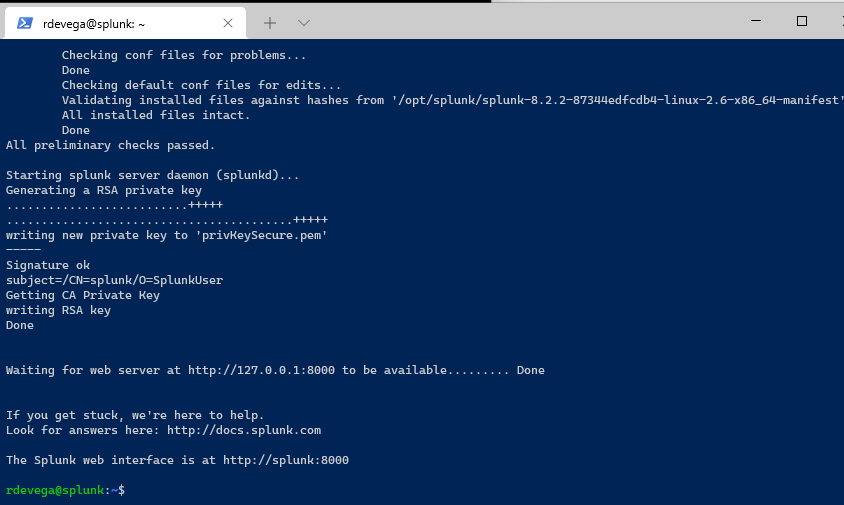 rdevega@splunk: ~
Checking conf files for problems...
Done
Checking default conf files for edits...
Validating installed files against hashes from '/opt/splunk/splunk-8.2.2-87344edfcdb4-linux-2.6-x86_64-manifest'
All installed files intact.
Done
All preliminary checks passed.
Starting splunk server daemon (splunkd)...
Generating a RSA private key
..........................+++++
.........................................+++++
writing new private key to 'privKeySecure.pem'
-----
Signature ok
subject=/CN=splunk/O=SplunkUser
Getting CA Private Key
writing RSA key
Done
Waiting for web server at http://127.0.0.1:8000 to be available......... Done
If you get stuck, we're here to help.
Look for answers here: http://docs.splunk.com
The Splunk web interface is at http://splunk:8000
rdevega@splunk:~$